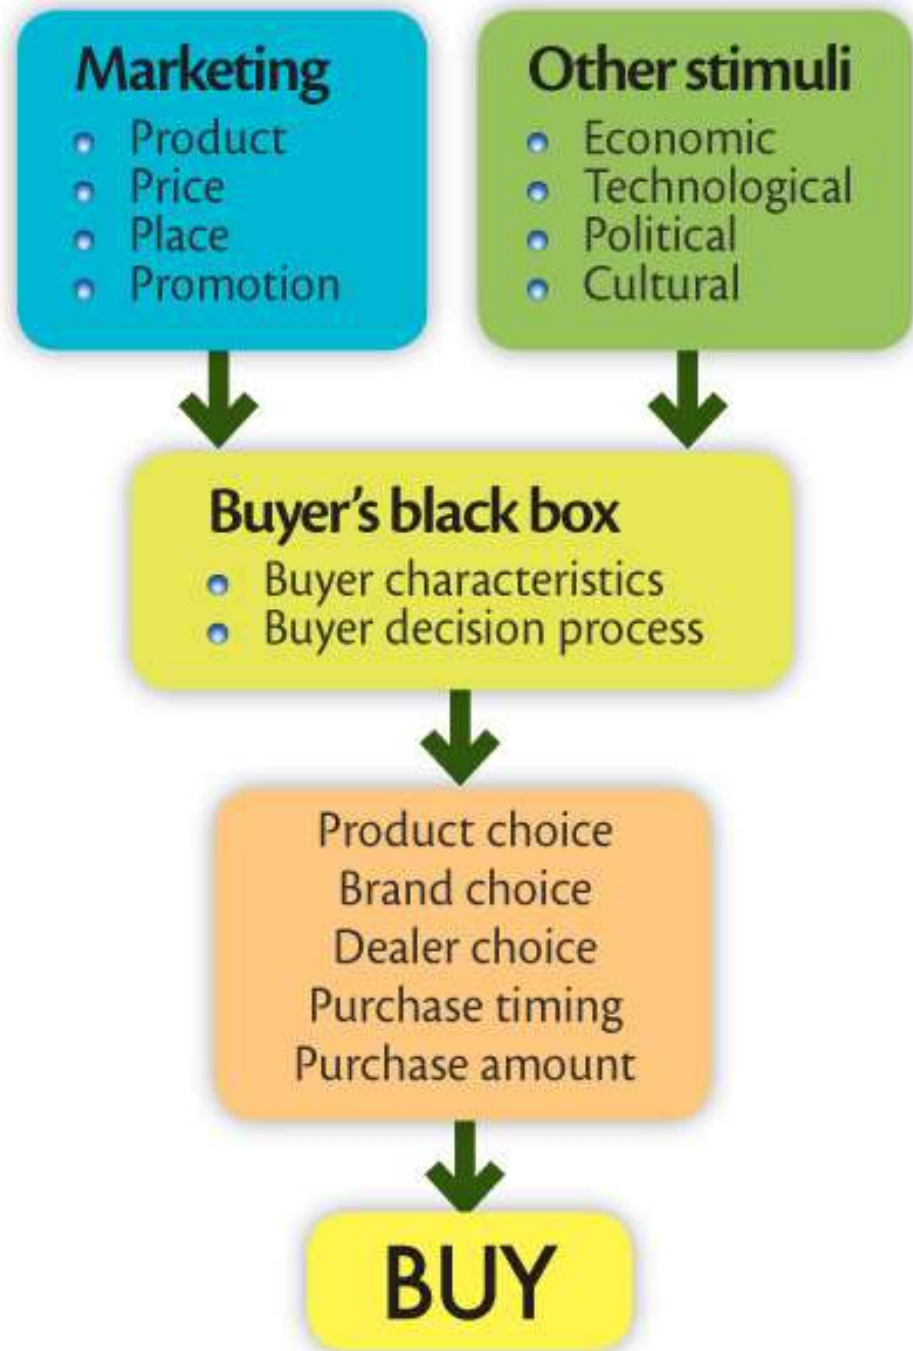 Marketing
Product
Price
Place
Promotion
Other stimuli
Economic
Technological
Political
Cultural
Buyer’s black box
Buyer characteristics
Buyer decision process
Product choice
Brand choice
Dealer choice
Purchase timing
Purchase amount
BUY